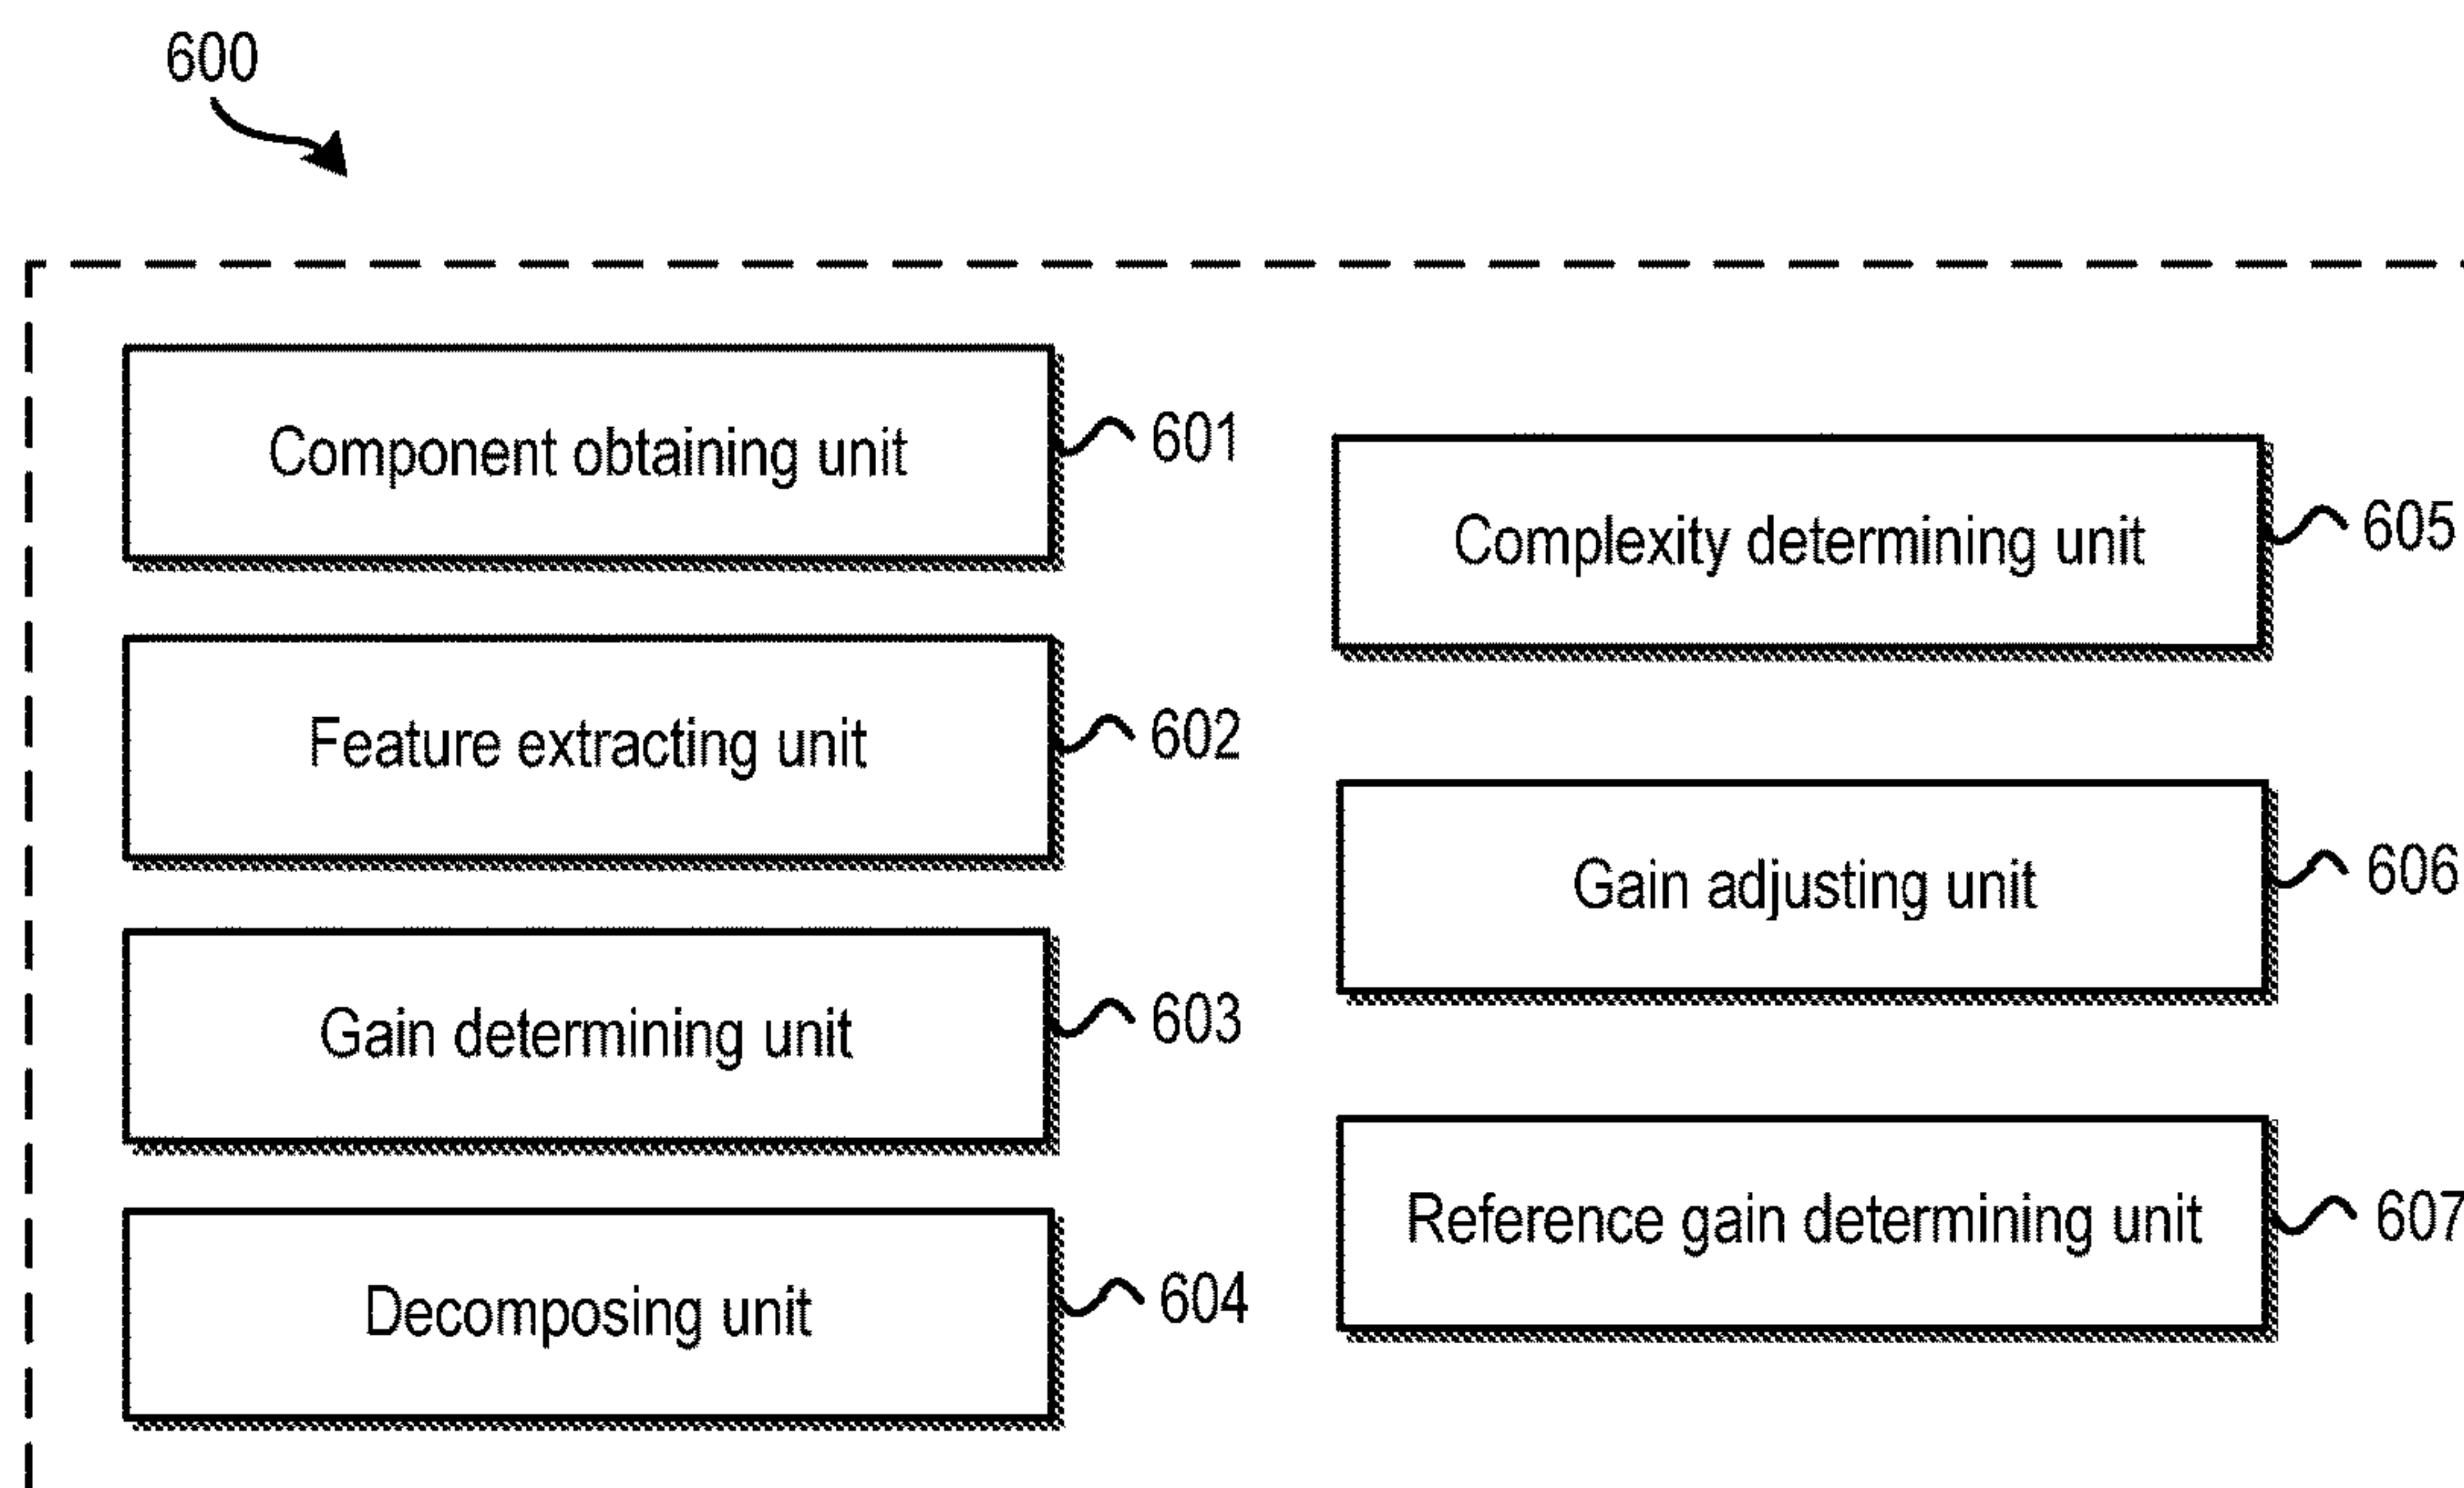 600
Component obtaining unit
601
Feature extracting unit
602
Gain determining unit
603
Decomposing unit
604
Complexity determining unit
605
Gain adjusting unit
606
Reference gain determining unit
607